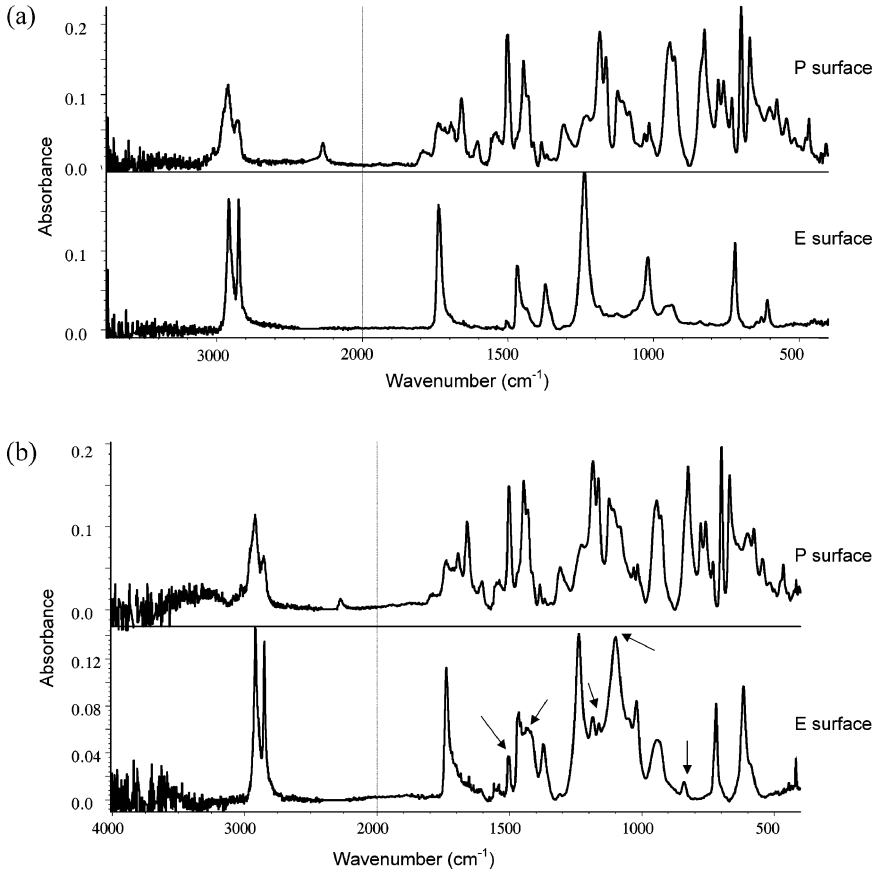 (a)
0.2
P surface
0.1
0.0
Absorbance
E surface
0.1
0.0
3000 2000 1500 1000 500
Wavenumber (cm-1)
(b)
0.2
0.1
P surface
0.0
Absorbance
0.12
0.08
E surface
0.04
0.0
4000 3000 2000 1500 1000 500
Wavenumber (cm-1)